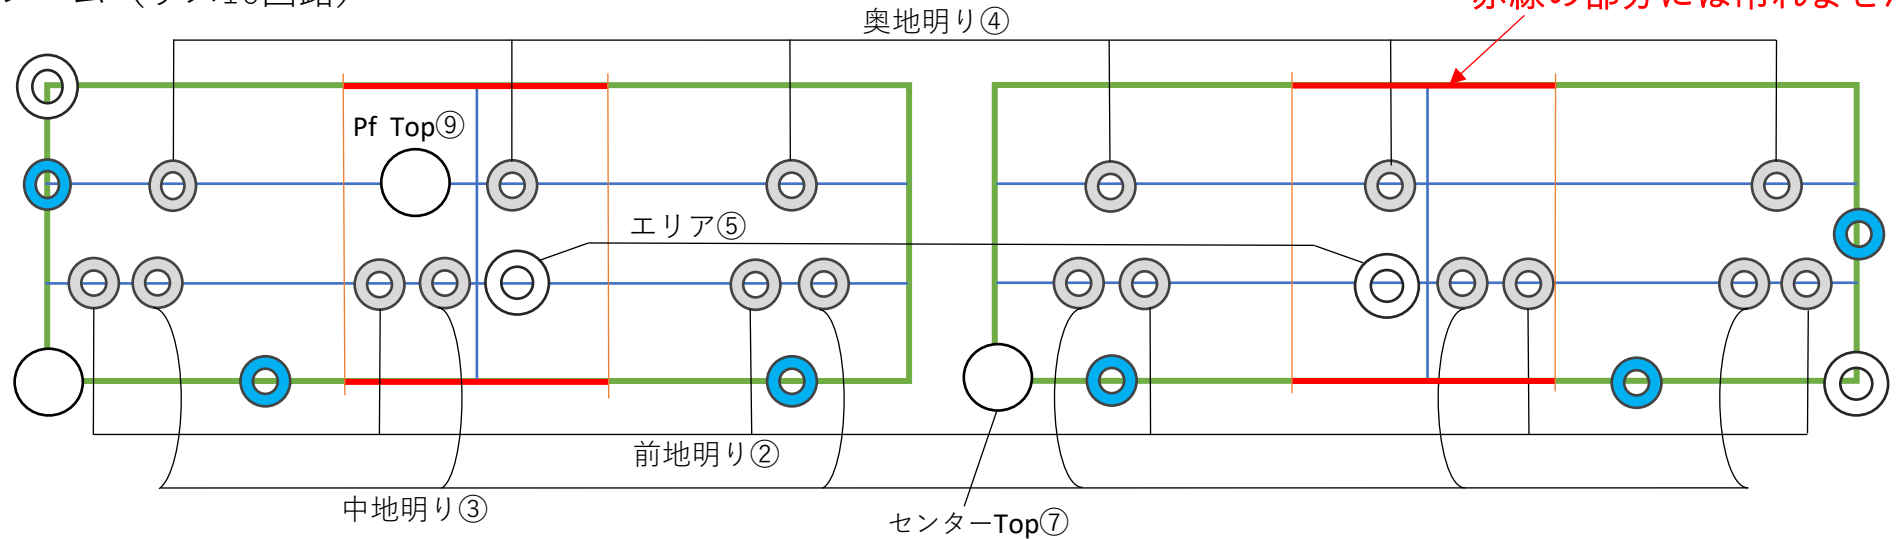 奥地明り④
Pf Top⑨
エリア⑤
前地明り②
中地明り③
センターTop⑦